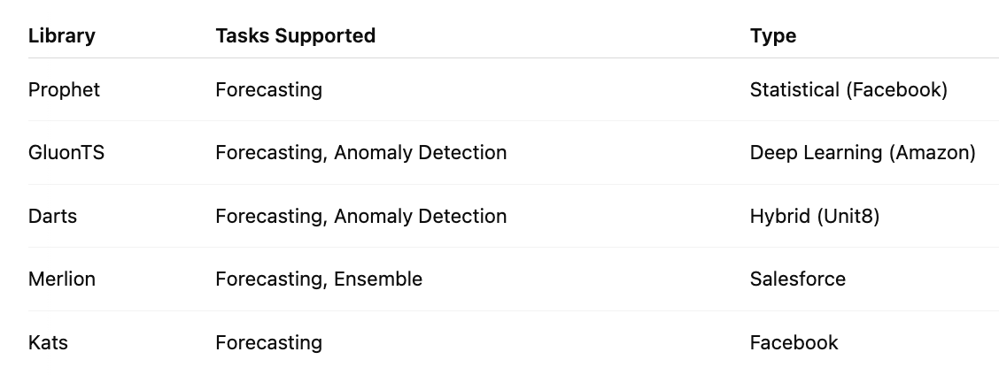 Library Tasks Supported Type
Prophet Forecasting Statistical (Facebook)
GluonTS Forecasting, Anomaly Detection Deep Learning (Amazon)
Darts Forecasting, Anomaly Detection Hybrid (Unit8)
Merlion Forecasting, Ensemble Salesforce
Kats Forecasting Facebook